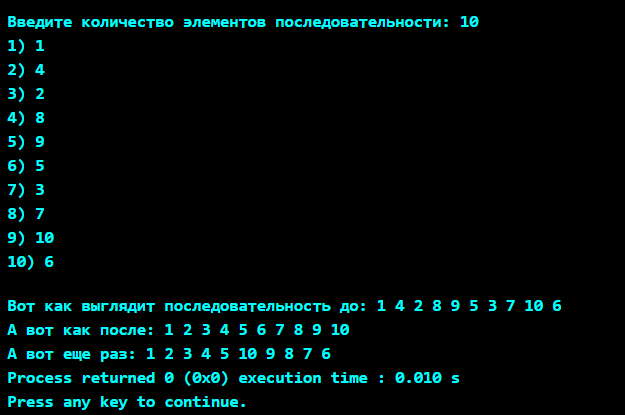 Введите количество элементов последовательности: 10
1) 1
2) 4
3) 2
4) 8
5) 9
6) 5
7) 3
8) 7
9) 10
10) 6
Вот как выглядит последовательность до: 1 4 2 8 9 5 3 7 10 6
А вот как после: 1 2 3 4 5 6 7 8 9 10
А вот еще раз: 1 2 3 4 5 10 9 8 7 6
Process returned 0 (0x0) execution time : 0.010 s
Press any key to continue.